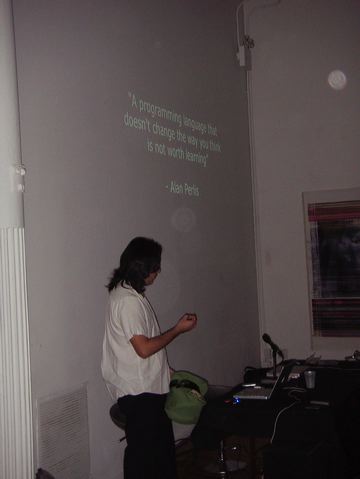 "A programming language that
doesn't change the way you think
is not worth learning"
- Alan Perlis